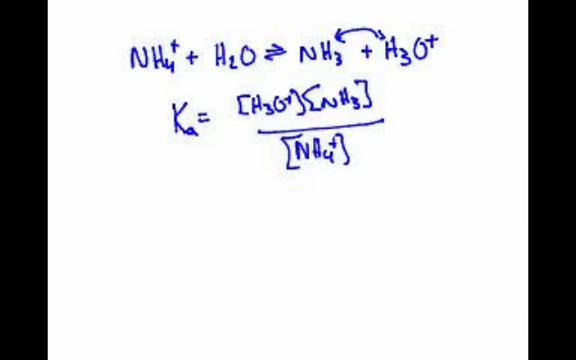 NH₄⁺ + H₂O ⇌ NH₃ + H₃O⁺
Kₐ = [H₃O⁺][NH₃]
[NH₄⁺]